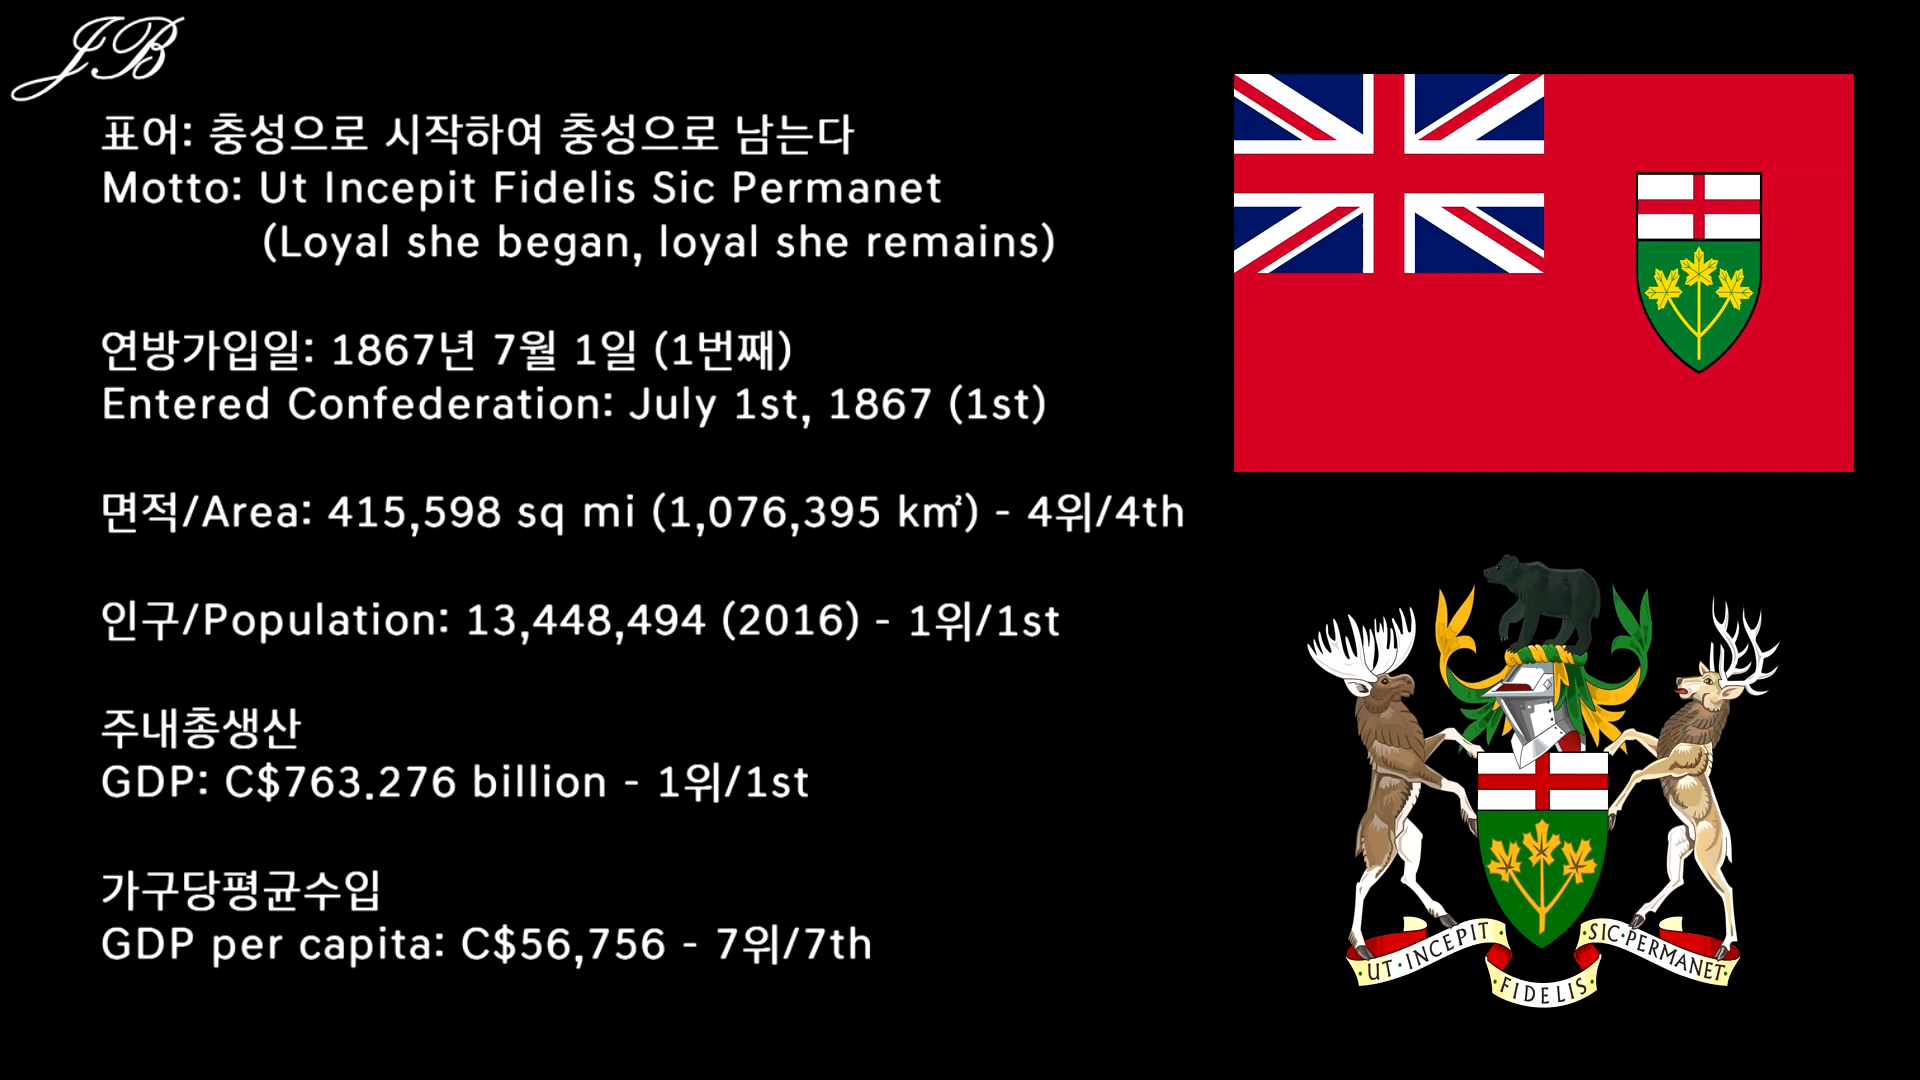 JB
표어: 충성으로 시작하여 충성으로 남는다
Motto: Ut Incepit Fidelis Sic Permanet
(Loyal she began, loyal she remains)
연방가입일: 1867년 7월 1일 (1번째)
Entered Confederation: July 1st, 1867 (1st)
면적/Area: 415,598 sq mi (1,076,395 ㎢) - 4위/4th
인구/Population: 13,448,494 (2016) - 1위/1st
주내총생산
GDP: C$763.276 billion - 1위/1st
가구당평균수입
GDP per capita: C$56,756 - 7위/7th
UT·INCEPIT·
·FIDELIS·
·SIC·PERMANET·